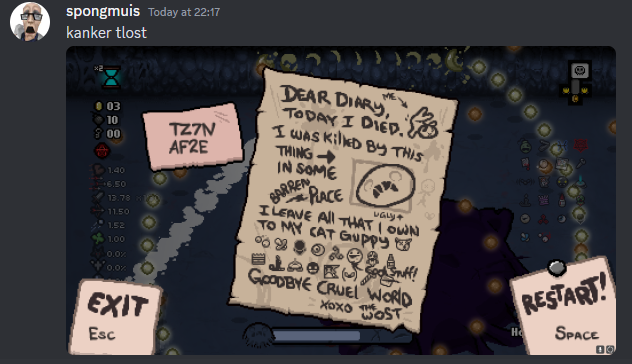 spongmuis Today at 22:17
kanker tlost
x2
03
10
00
1.40
-6.50
13.78
11.50
1.52
1.00
0.0%
0.0%
TZ7N
AF2E
DEAR DIARY,
ME
TODAY I DIED.
I WAS KILLED BY THIS
THING
IN SOME
BARREN
PLACE
UGLY
I LEAVE ALL THAT I OWN
TO MY CAT GUPPY
COOL STUFF!
GOODBYE CRUEL WORLD
XOXO THE
LOST
EXIT
ESC
RESTART!
SPACE